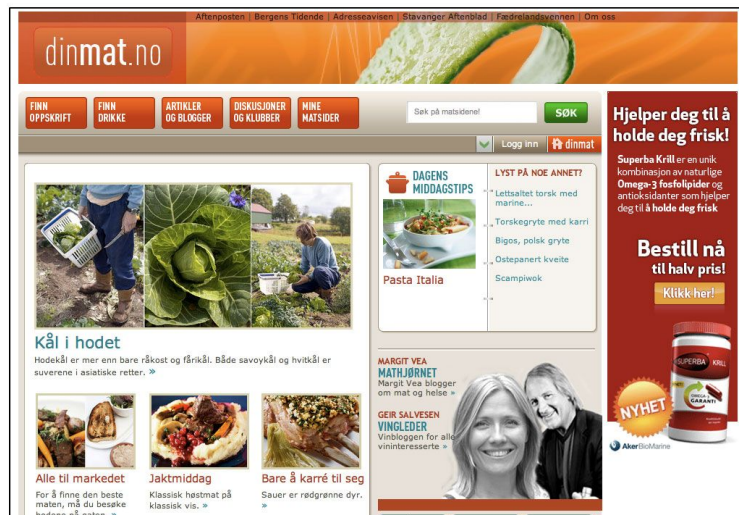 Aftenposten | Bergens Tidende | Adresseavisen | Stavanger Aftenblad | Fædrelandsvennen | Om oss
dinmat.no
FINN
OPPSKRIFT
FINN
DRIKKE
ARTIKLER
OG BLOGGER
DISKUSJONER
OG KLUBBER
MINE
MATSIDER
Søk på matsidene!
SØK
Logg inn
dinmat
Kål i hodet
Hodekål er mer enn bare råkost og fårikål. Både savoykål og hvitkål er
suverene i asiatiske retter. »
Alle til markedet
For å finne den beste
maten, må du besøke
Jaktmiddag
Klassisk høstmat på
klassisk vis. »
Bare å karré til seg
Sauer er rødgrønne dyr.
»
DAGENS
MIDDAGSTIPS
Pasta Italia
LYST PÅ NOE ANNET?
Lettsaltet torsk med
marine...
Torskegryte med karri
Bigos, polsk gryte
Ostepanert kveite
Scampiwok
MARGIT VEA
MATHJØRNET
Margit Vea blogger
om mat og helse »
GEIR SALVESEN
VINGLEDER
Vinbloggen for alle
vininteresserte »
Hjelper deg til å
holde deg frisk!
Superba Krill er en unik
kombinasjon av naturlige
Omega-3 fosfolipider og
antioksidanter som hjelper
deg til å holde deg frisk
Bestill nå
til halv pris!
Klikk her!
SUPERBA KRILL
GARANTI
NYHET
AkerBioMarine